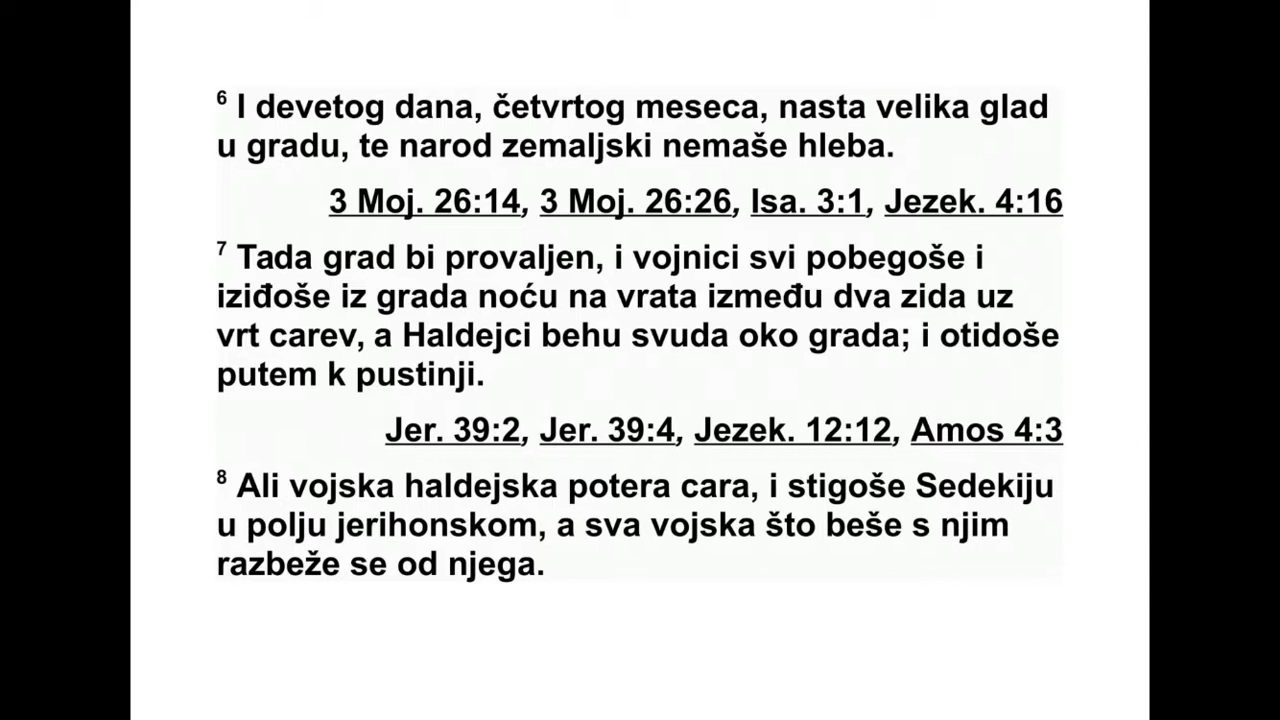 6 I devetog dana, četvrtog meseca, nasta velika glad
u gradu, te narod zemaljski nemaše hleba.
3 Moj. 26:14, 3 Moj. 26:26, Isa. 3:1, Jezek. 4:16
7 Tada grad bi provaljen, i vojnici svi pobegoše i
iziđoše iz grada noću na vrata između dva zida uz
vrt carev, a Haldejci behu svuda oko grada; i otidoše
putem k pustinji.
Jer. 39:2, Jer. 39:4, Jezek. 12:12, Amos 4:3
8 Ali vojska haldejska potera cara, i stigoše Sedekiju
u polju jerihonskom, a sva vojska što beše s njim
razbeže se od njega.